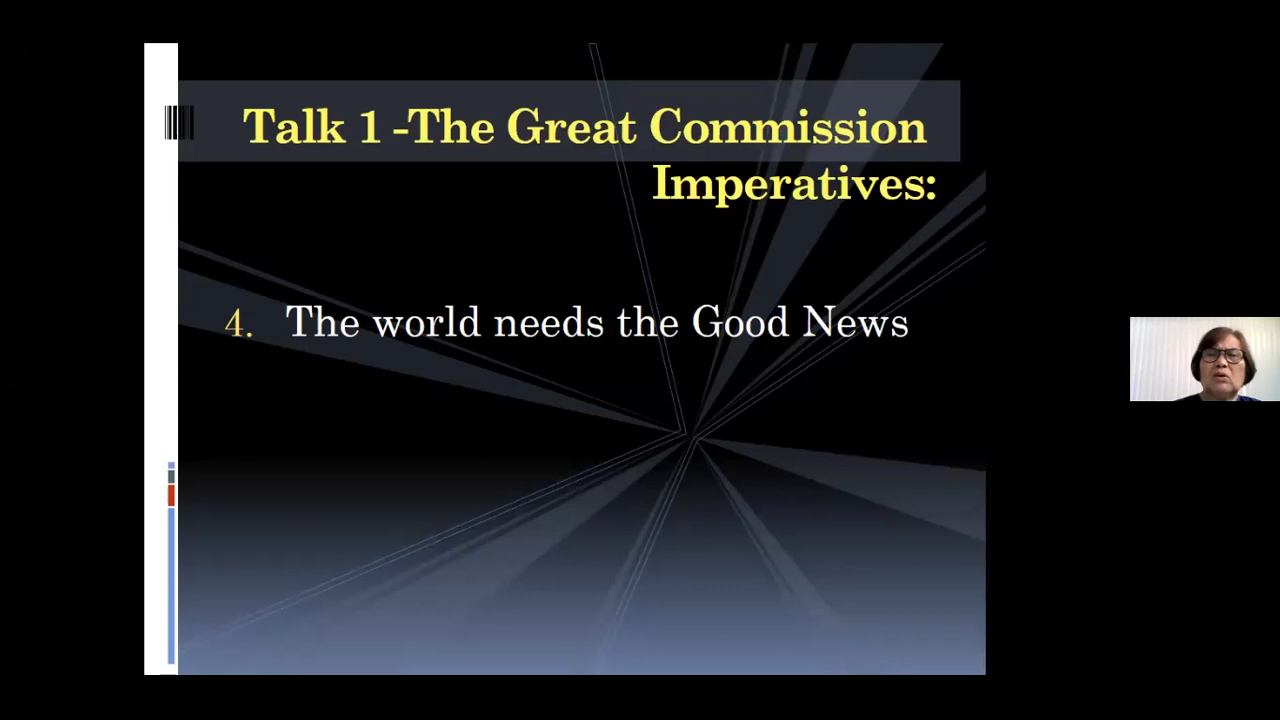 Talk 1 -The Great Commission
Imperatives:
4. The world needs the Good News